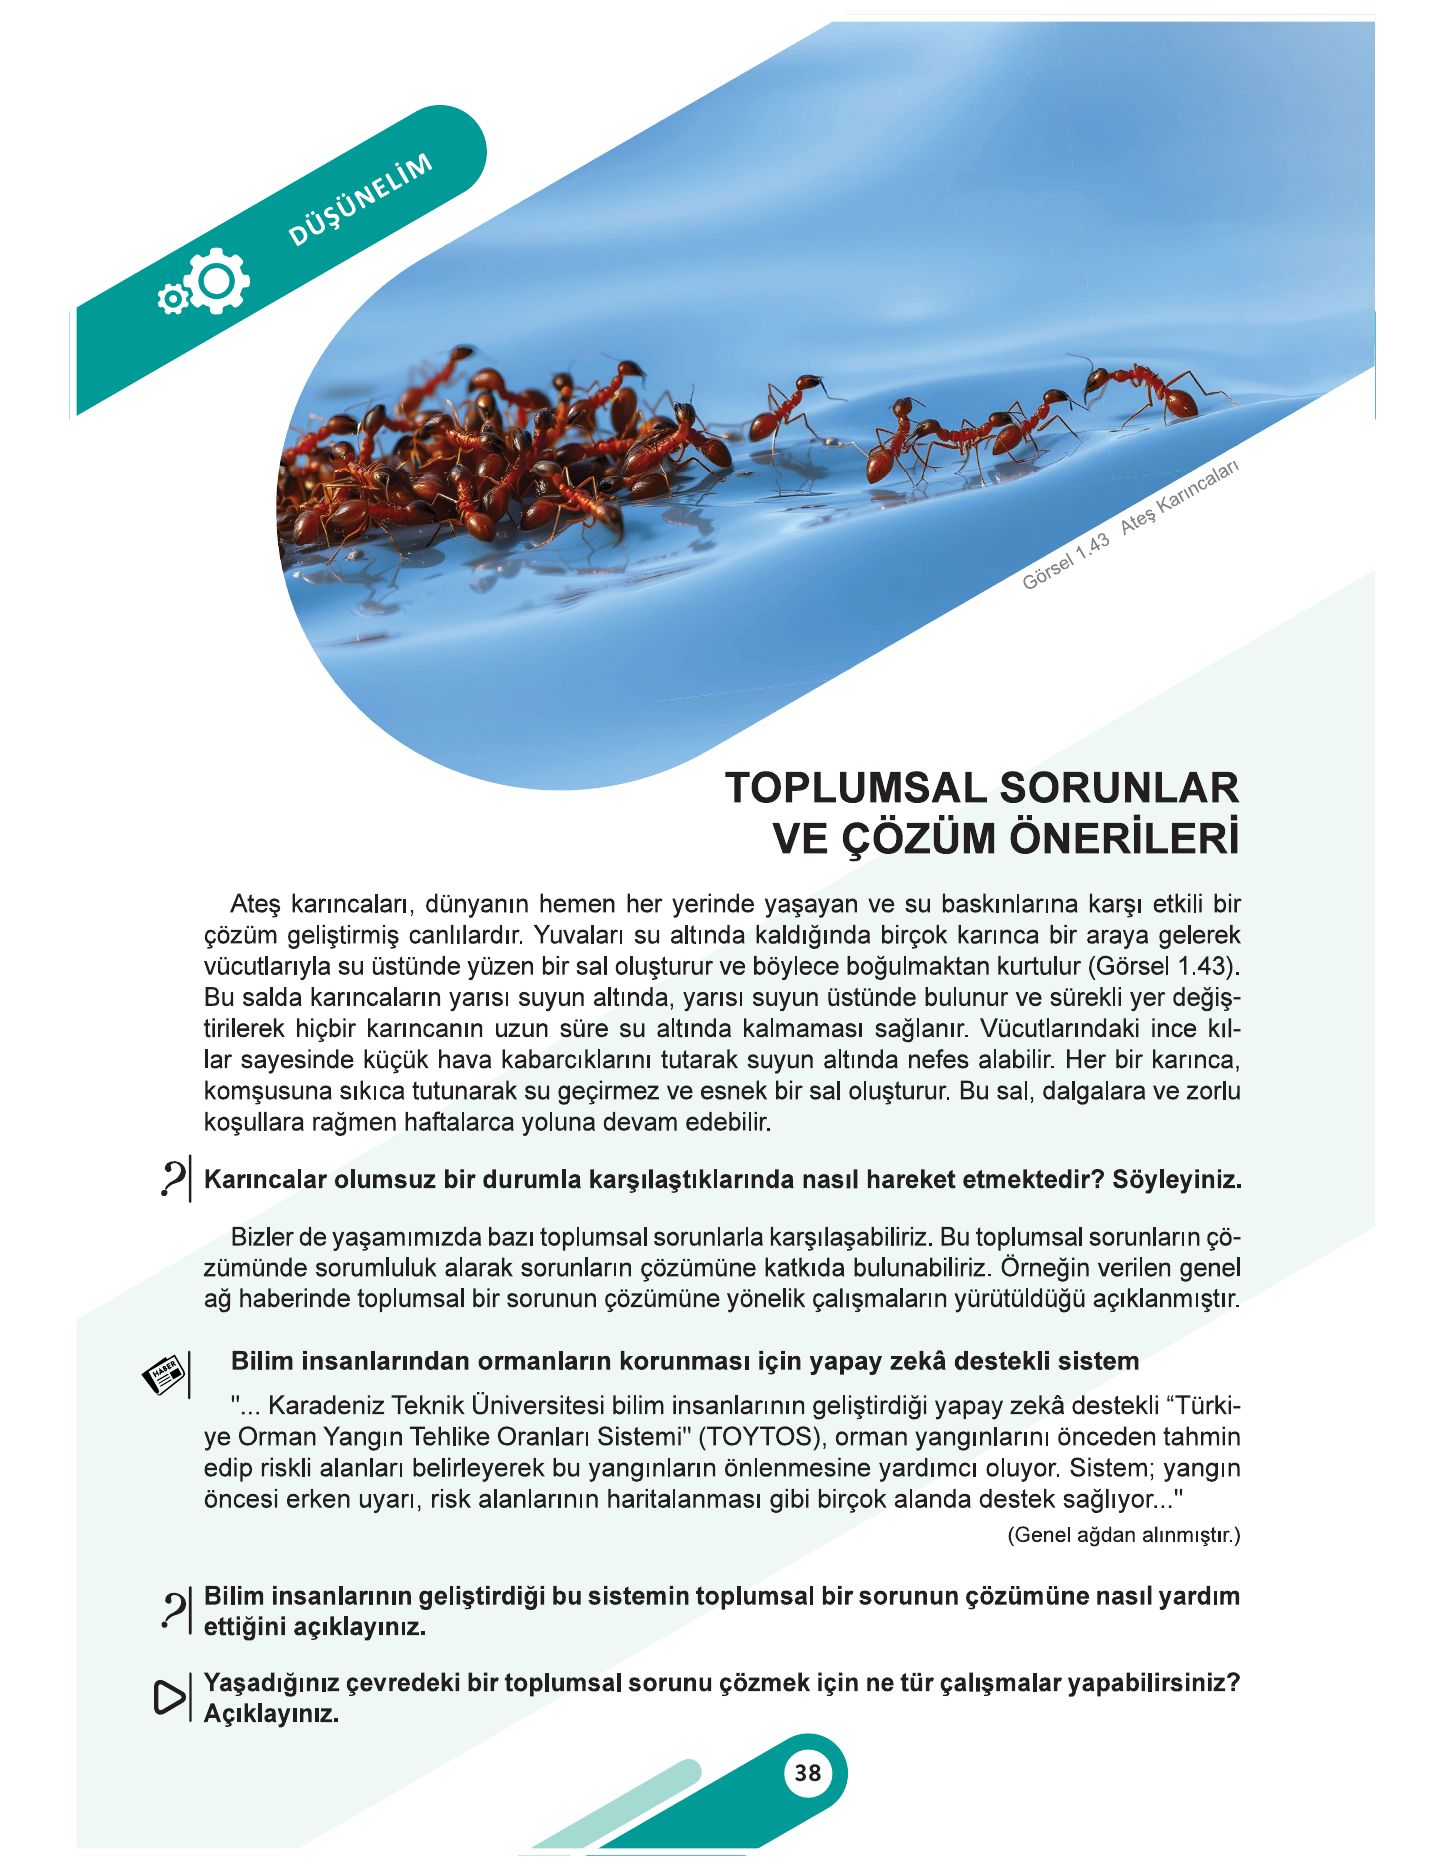 DÜŞÜNELİM
Görsel 1.43 Ateş Karıncaları
TOPLUMSAL SORUNLAR
VE ÇÖZÜM ÖNERİLERİ
Ateş karıncaları, dünyanın hemen her yerinde yaşayan ve su baskınlarına karşı etkili bir
çözüm geliştirmiş canlılardır. Yuvaları su altında kaldığında birçok karınca bir araya gelerek
vücutlarıyla su üstünde yüzen bir sal oluşturur ve böylece boğulmaktan kurtulur (Görsel 1.43).
Bu salda karıncaların yarısı suyun altında, yarısı suyun üstünde bulunur ve sürekli yer değiş-
tirilerek hiçbir karıncanın uzun süre su altında kalmaması sağlanır. Vücutlarındaki ince kıl-
lar sayesinde küçük hava kabarcıklarını tutarak suyun altında nefes alabilir. Her bir karınca,
komşusuna sıkıca tutunarak su geçirmez ve esnek bir sal oluşturur. Bu sal, dalgalara ve zorlu
koşullara rağmen haftalarca yoluna devam edebilir.
? Karıncalar olumsuz bir durumla karşılaştıklarında nasıl hareket etmektedir? Söyleyiniz.
Bizler de yaşamımızda bazı toplumsal sorunlarla karşılaşabiliriz. Bu toplumsal sorunların çö-
zümünde sorumluluk alarak sorunların çözümüne katkıda bulunabiliriz. Örneğin verilen genel
ağ haberinde toplumsal bir sorunun çözümüne yönelik çalışmaların yürütüldüğü açıklanmıştır.
HABER
Bilim insanlarından ormanların korunması için yapay zekâ destekli sistem
"... Karadeniz Teknik Üniversitesi bilim insanlarının geliştirdiği yapay zekâ destekli “Türki-
ye Orman Yangın Tehlike Oranları Sistemi" (TOYTOS), orman yangınlarını önceden tahmin
edip riskli alanları belirleyerek bu yangınların önlenmesine yardımcı oluyor. Sistem; yangın
öncesi erken uyarı, risk alanlarının haritalanması gibi birçok alanda destek sağlıyor..."
(Genel ağdan alınmıştır.)
? Bilim insanlarının geliştirdiği bu sistemin toplumsal bir sorunun çözümüne nasıl yardım
ettiğini açıklayınız.
Yaşadığınız çevredeki bir toplumsal sorunu çözmek için ne tür çalışmalar yapabilirsiniz?
Açıklayınız.
38